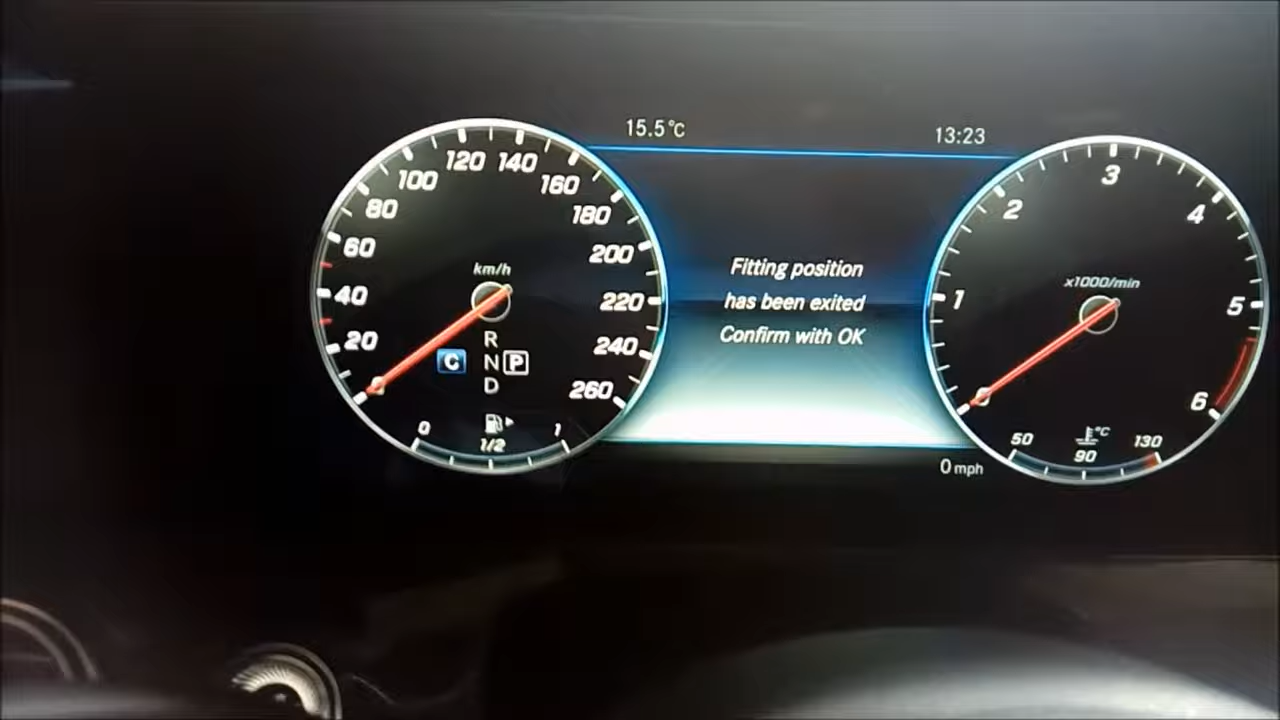 15.5°C
13:23
120 140
100 160
80 180
60 200
km/h
40 220
20 240
260
R
C N P
D
0 1
1/2
Fitting position
has been exited
Confirm with OK
3
2 4
x1000/min
1 5
6
°C
50 130
90
0 mph